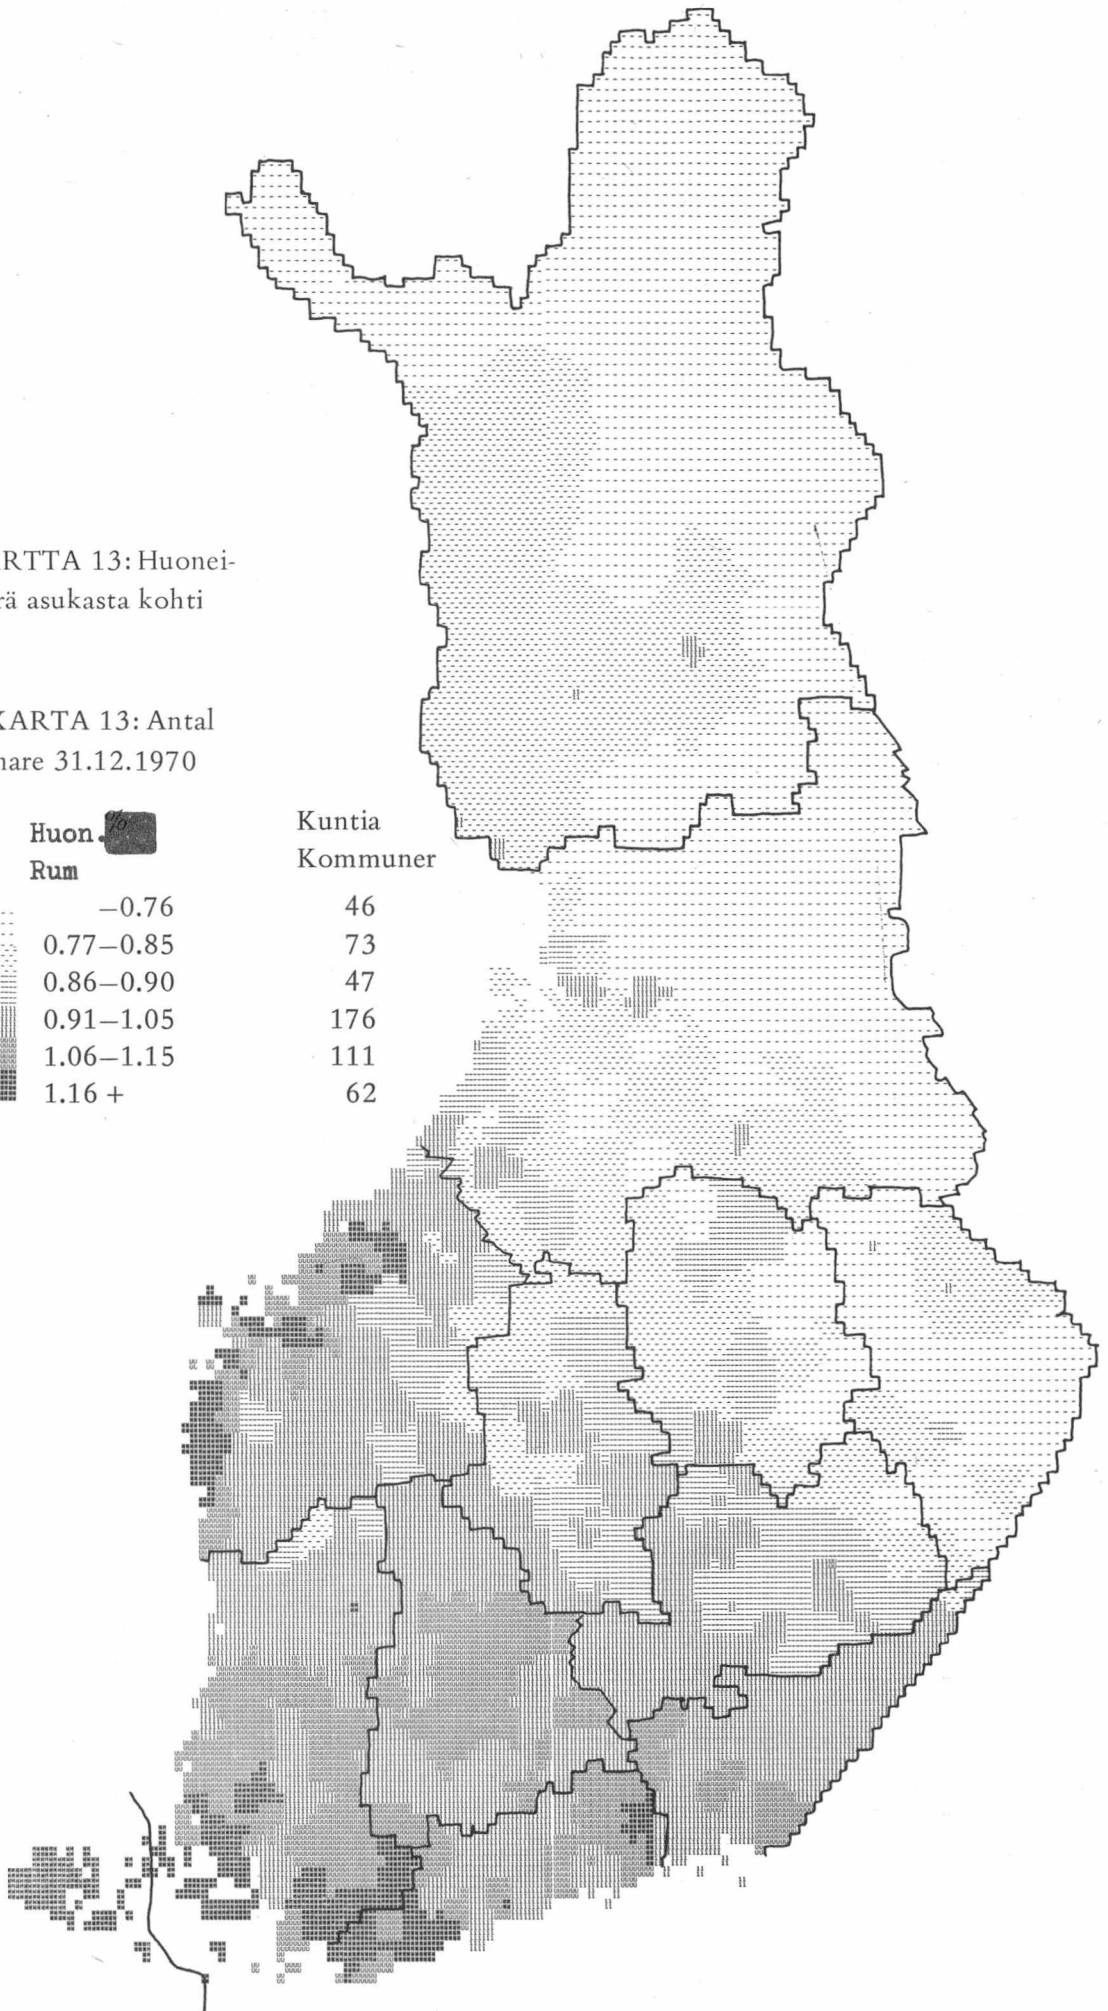 RTTA 13: Huonei-
rä asukasta kohti
KARTA 13: Antal
nare 31.12.1970
Huon. %
Rum
Kuntia
Kommuner
—0.76 46
0.77—0.85 73
0.86—0.90 47
0.91—1.05 176
1.06—1.15 111
1.16 + 62